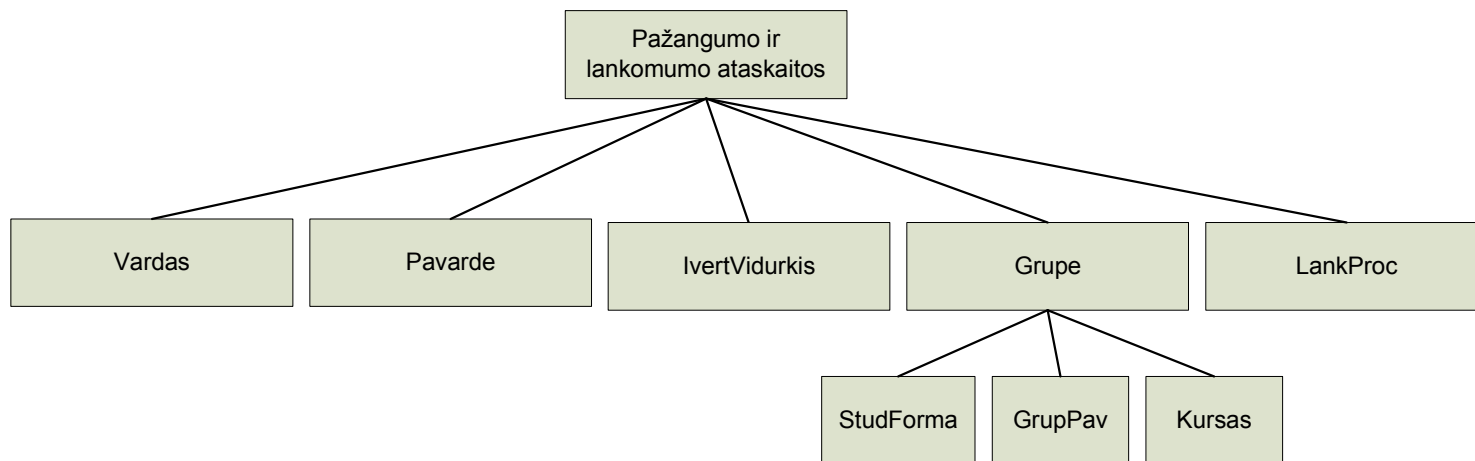 Pažangumo ir
lankomumo ataskaitos
Vardas
Pavarde
IvertVidurkis
Grupe
LankProc
StudForma
GrupPav
Kursas